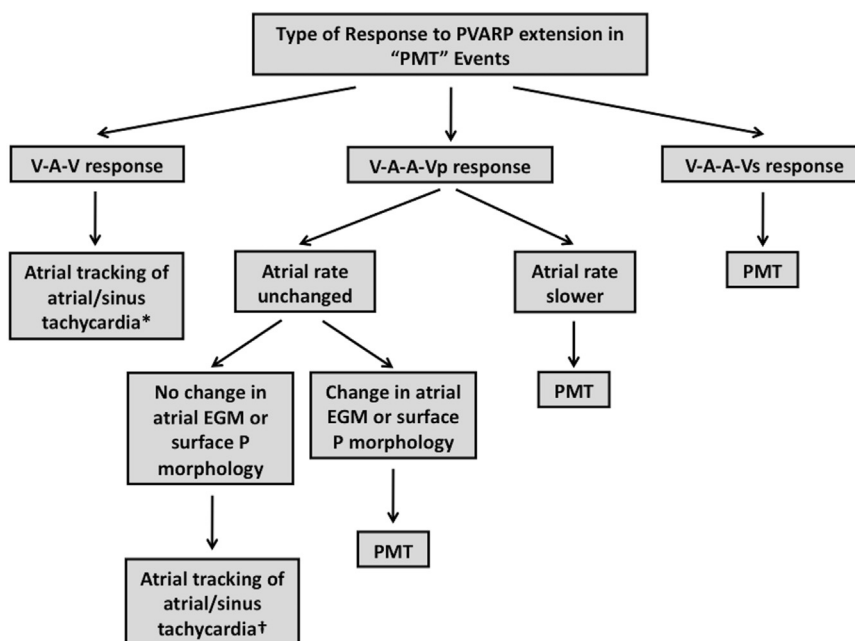 Type of Response to PVARP extension in
“PMT” Events
V-A-V response
V-A-A-Vp response
V-A-A-Vs response
Atrial tracking of
atrial/sinus
tachycardia*
Atrial rate
unchanged
Atrial rate
slower
PMT
No change in
atrial EGM or
surface P
morphology
Change in atrial
EGM or surface
P morphology
PMT
PMT
Atrial tracking of
atrial/sinus
tachycardia†